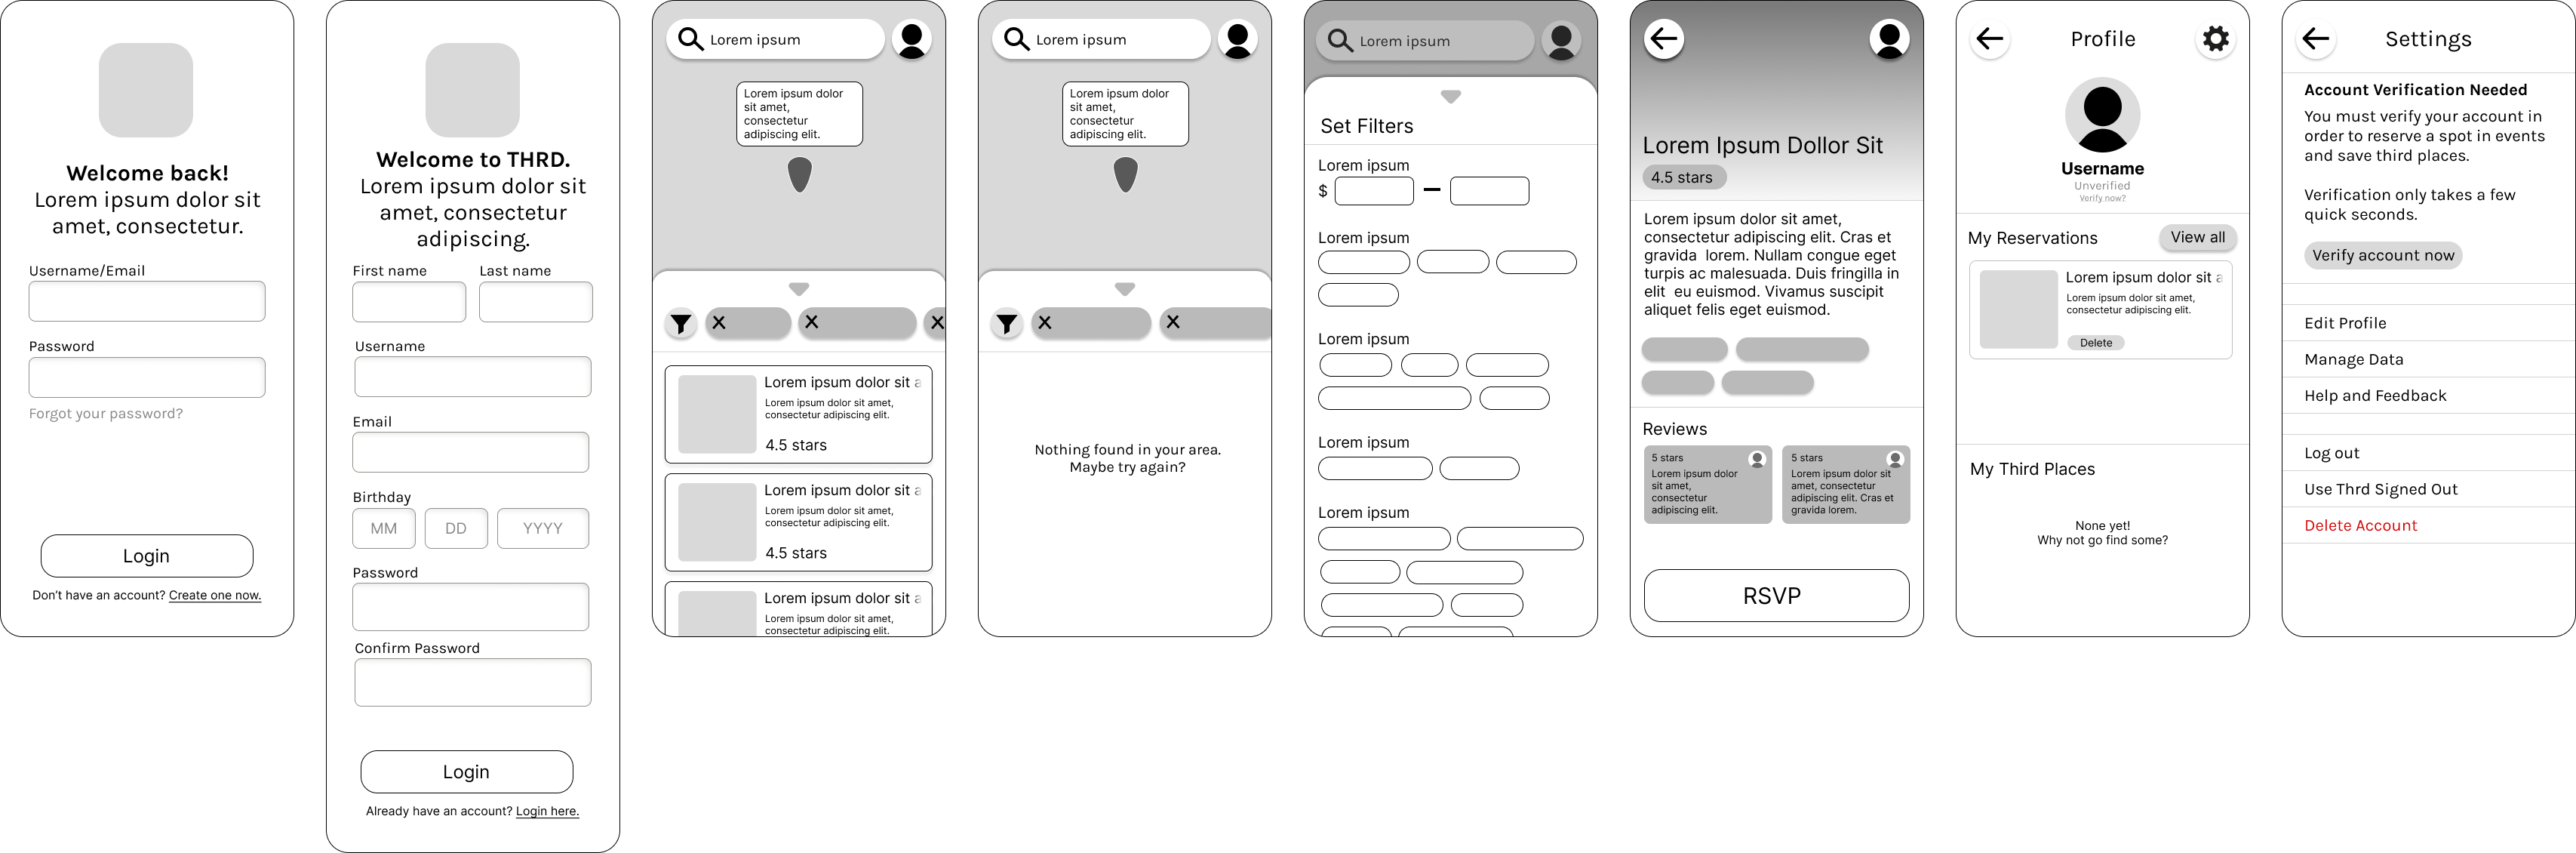 Welcome back!
Lorem ipsum dolor sit
amet, consectetur.
Username/Email
Password
Forgot your password?
Login
Don't have an account? Create one now.
Welcome to THRD.
Lorem ipsum dolor sit
amet, consectetur
adipiscing.
First name Last name
Username
Email
Birthday
MM DD YYYY
Password
Confirm Password
Login
Already have an account? Login here.
Lorem ipsum
Lorem ipsum dolor
sit amet,
consectetur
adipiscing elit.
X X X
Lorem ipsum dolor sit a
Lorem ipsum dolor sit amet,
consectetur adipiscing elit.
4.5 stars
Lorem ipsum dolor sit a
Lorem ipsum dolor sit amet,
consectetur adipiscing elit.
4.5 stars
Lorem ipsum dolor sit a
Lorem ipsum dolor sit amet,
consectetur adipiscing elit.
Lorem ipsum
Lorem ipsum dolor
sit amet,
consectetur
adipiscing elit.
X X
Nothing found in your area.
Maybe try again?
Lorem ipsum
Set Filters
Lorem ipsum
$ –
Lorem ipsum
Lorem ipsum
Lorem ipsum
Lorem ipsum
Lorem Ipsum Dollor Sit
4.5 stars
Lorem ipsum dolor sit amet,
consectetur adipiscing elit. Cras et
gravida lorem. Nullam congue eget
turpis ac malesuada. Duis fringilla in
elit eu euismod. Vivamus suscipit
aliquet felis eget euismod.
Reviews
5 stars
Lorem ipsum dolor
sit amet,
consectetur
adipiscing elit.
5 stars
Lorem ipsum dolor sit
amet, consectetur
adipiscing elit. Cras et
gravida lorem.
RSVP
Profile
Username
Unverified
Verify now?
My Reservations View all
Lorem ipsum dolor sit a
Lorem ipsum dolor sit amet,
consectetur adipiscing elit.
Delete
My Third Places
None yet!
Why not go find some?
Settings
Account Verification Needed
You must verify your account in
order to reserve a spot in events
and save third places.
Verification only takes a few
quick seconds.
Verify account now
Edit Profile
Manage Data
Help and Feedback
Log out
Use Thrd Signed Out
Delete Account